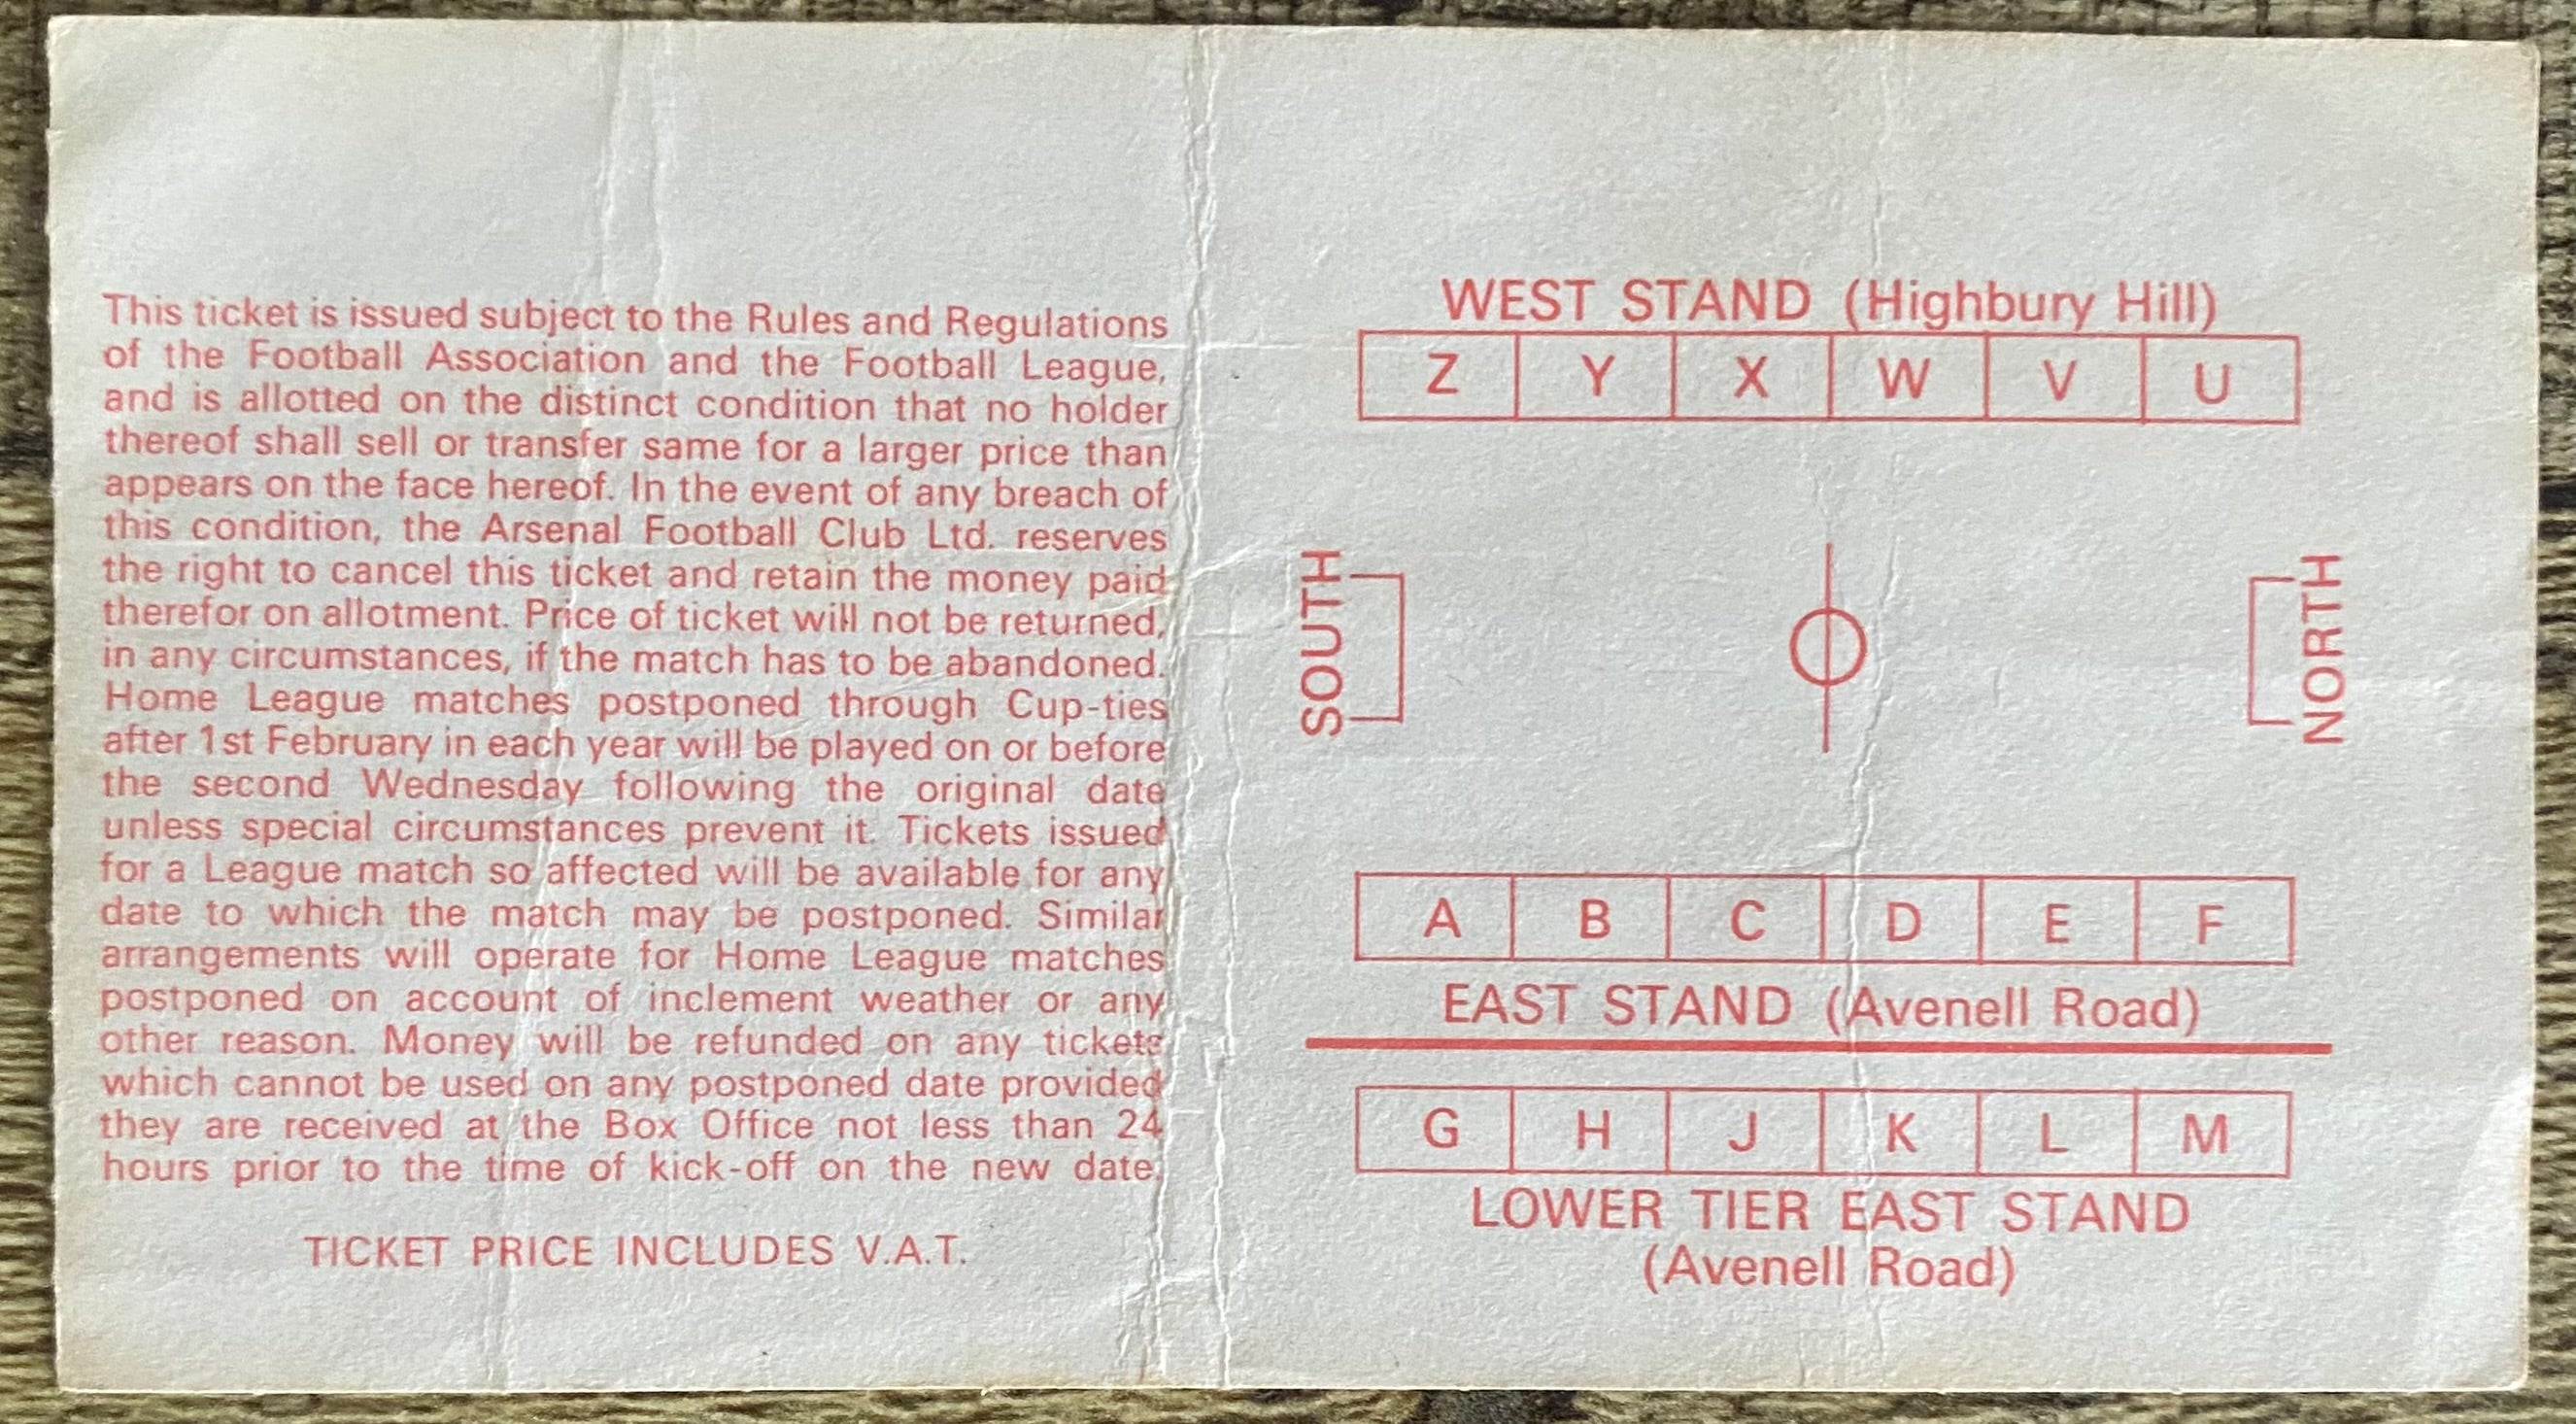 This ticket is issued subject to the Rules and Regulations
of the Football Association and the Football League,
and is allotted on the distinct condition that no holder
thereof shall sell or transfer same for a larger price than
appears on the face hereof. In the event of any breach of
this condition, the Arsenal Football Club Ltd. reserves
the right to cancel this ticket and retain the money paid
therefor on allotment. Price of ticket will not be returned,
in any circumstances, if the match has to be abandoned.
Home League matches postponed through Cup-ties
after 1st February in each year will be played on or before
the second Wednesday following the original date
unless special circumstances prevent it. Tickets issued
for a League match so affected will be available for any
date to which the match may be postponed. Similar
arrangements will operate for Home League matches
postponed on account of inclement weather or any
other reason. Money will be refunded on any tickets
which cannot be used on any postponed date provided
they are received at the Box Office not less than 24
hours prior to the time of kick-off on the new date.
TICKET PRICE INCLUDES V.A.T.
WEST STAND (Highbury Hill)
Z Y X W V U
SOUTH
NORTH
A B C D E F
EAST STAND (Avenell Road)
G H J K L M
LOWER TIER EAST STAND
(Avenell Road)